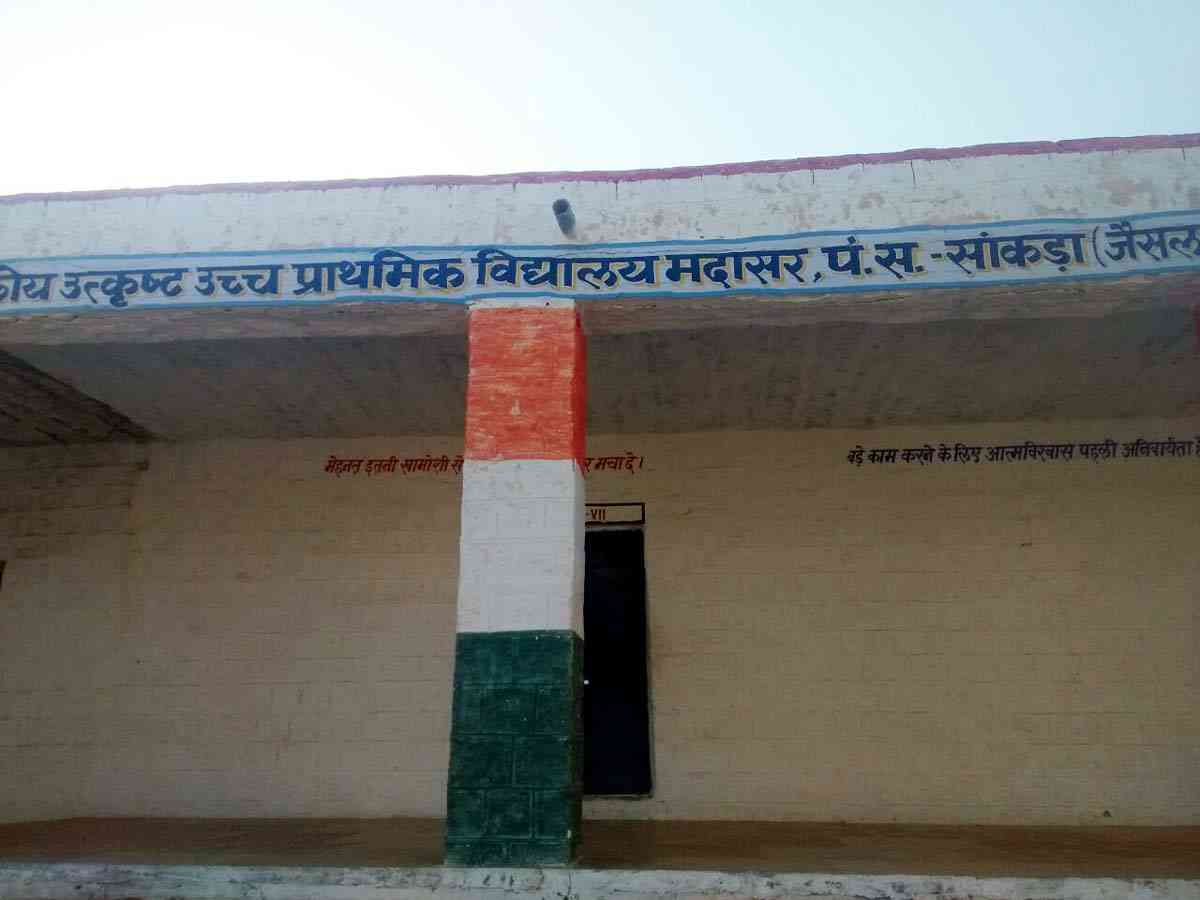 कीय उत्कृष्ट उच्च प्राथमिक विद्यालय मदासर, पं.स.-सांकड़ा (जैसल
मेहनत इतनी खामोशी से र मचा दे।
बड़े काम करने के लिए आत्मविश्वास पहली अनिवार्यता है
-VII